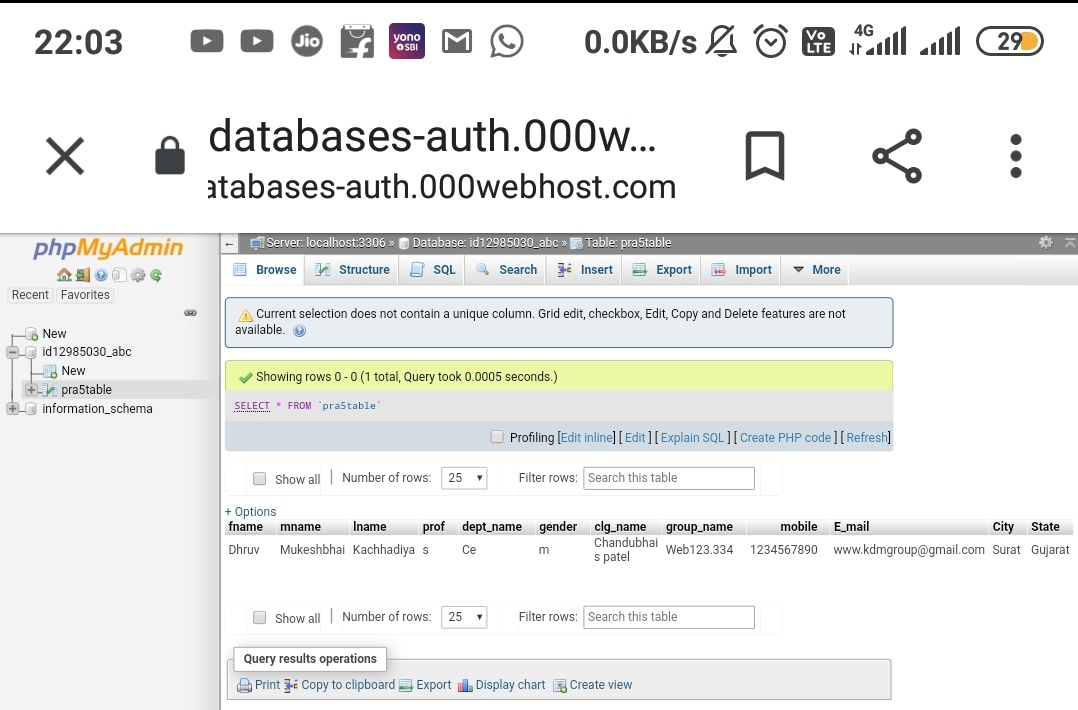 22:03 Jio yono SBI 0.0KB/s Vo LTE 4G 29
databases-auth.000w...
atabases-auth.000webhost.com
phpMyAdmin
Recent Favorites
New
id12985030_abc
New
pra5table
information_schema
← Server: localhost:3306 » Database: id12985030_abc » Table: pra5table
Browse Structure SQL Search Insert Export Import More
Current selection does not contain a unique column. Grid edit, checkbox, Edit, Copy and Delete features are not
available.
Showing rows 0 - 0 (1 total, Query took 0.0005 seconds.)
SELECT * FROM `pra5table`
Profiling [Edit inline] [ Edit ] [ Explain SQL ] [ Create PHP code ] [ Refresh]
Show all | Number of rows: 25 Filter rows: Search this table
+ Options
fname mname lname prof dept_name gender clg_name group_name mobile E_mail City State
Dhruv Mukeshbhai Kachhadiya s Ce m Chandubhai Web123.334 1234567890 www.kdmgroup@gmail.com Surat Gujarat
s patel
Show all | Number of rows: 25 Filter rows: Search this table
Query results operations
Print Copy to clipboard Export Display chart Create view